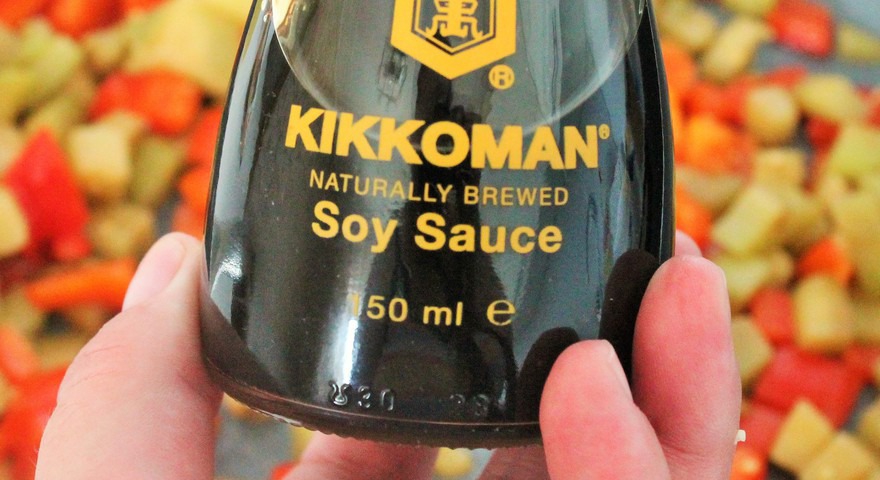 ®
KIKKOMAN®
NATURALLY BREWED
Soy Sauce
150 ml ℮